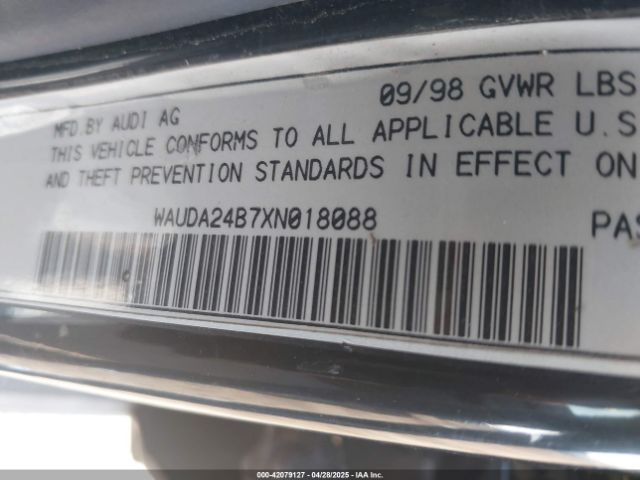 09/98 GVWR LBS
MFD BY AUDI AG
THIS VEHICLE CONFORMS TO ALL APPLICABLE U.S
AND THEFT PREVENTION STANDARDS IN EFFECT ON
WAUDA24B7XN018088
PAS
000-42079127 | 04/28/2025 | IAA Inc.